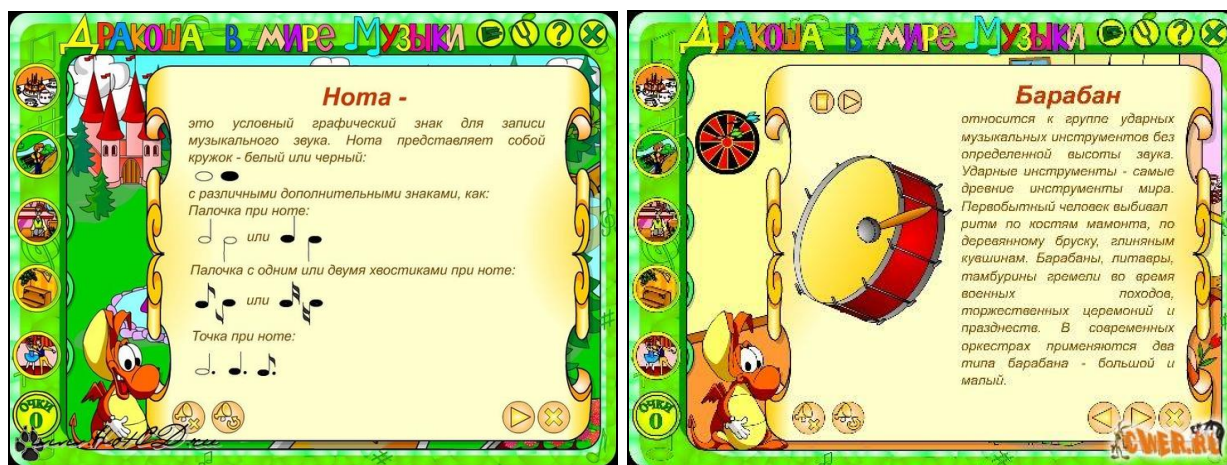 Дракоша в мире Музыки
?
Нота -
это условный графический знак для записи
музыкального звука. Нота представляет собой
кружок - белый или черный:
с различными дополнительными знаками, как:
Палочка при ноте:
или
Палочка с одним или двумя хвостиками при ноте:
или
Точка при ноте:
очки
0
Дракоша в мире Музыки
?
Барабан
относится к группе ударных
музыкальных инструментов без
определенной высоты звука.
Ударные инструменты - самые
древние инструменты мира.
Первобытный человек выбивал
ритм по костям мамонта, по
деревянному бруску, глиняным
кувшинам. Барабаны, литавры,
тамбурины гремели во время
военных походов,
торжественных церемоний и
празднеств. В современных
оркестрах применяются два
типа барабана - большой и
малый.
очки
0
CWER.RU